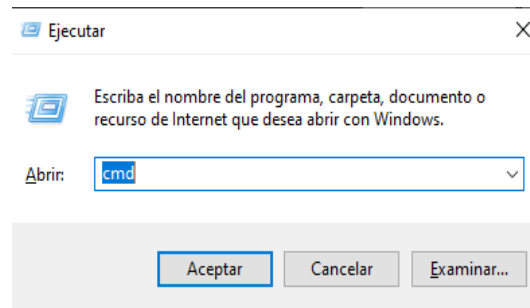 Ejecutar
Escriba el nombre del programa, carpeta, documento o
recurso de Internet que desea abrir con Windows.
Abrir: cmd
Aceptar Cancelar Examinar...